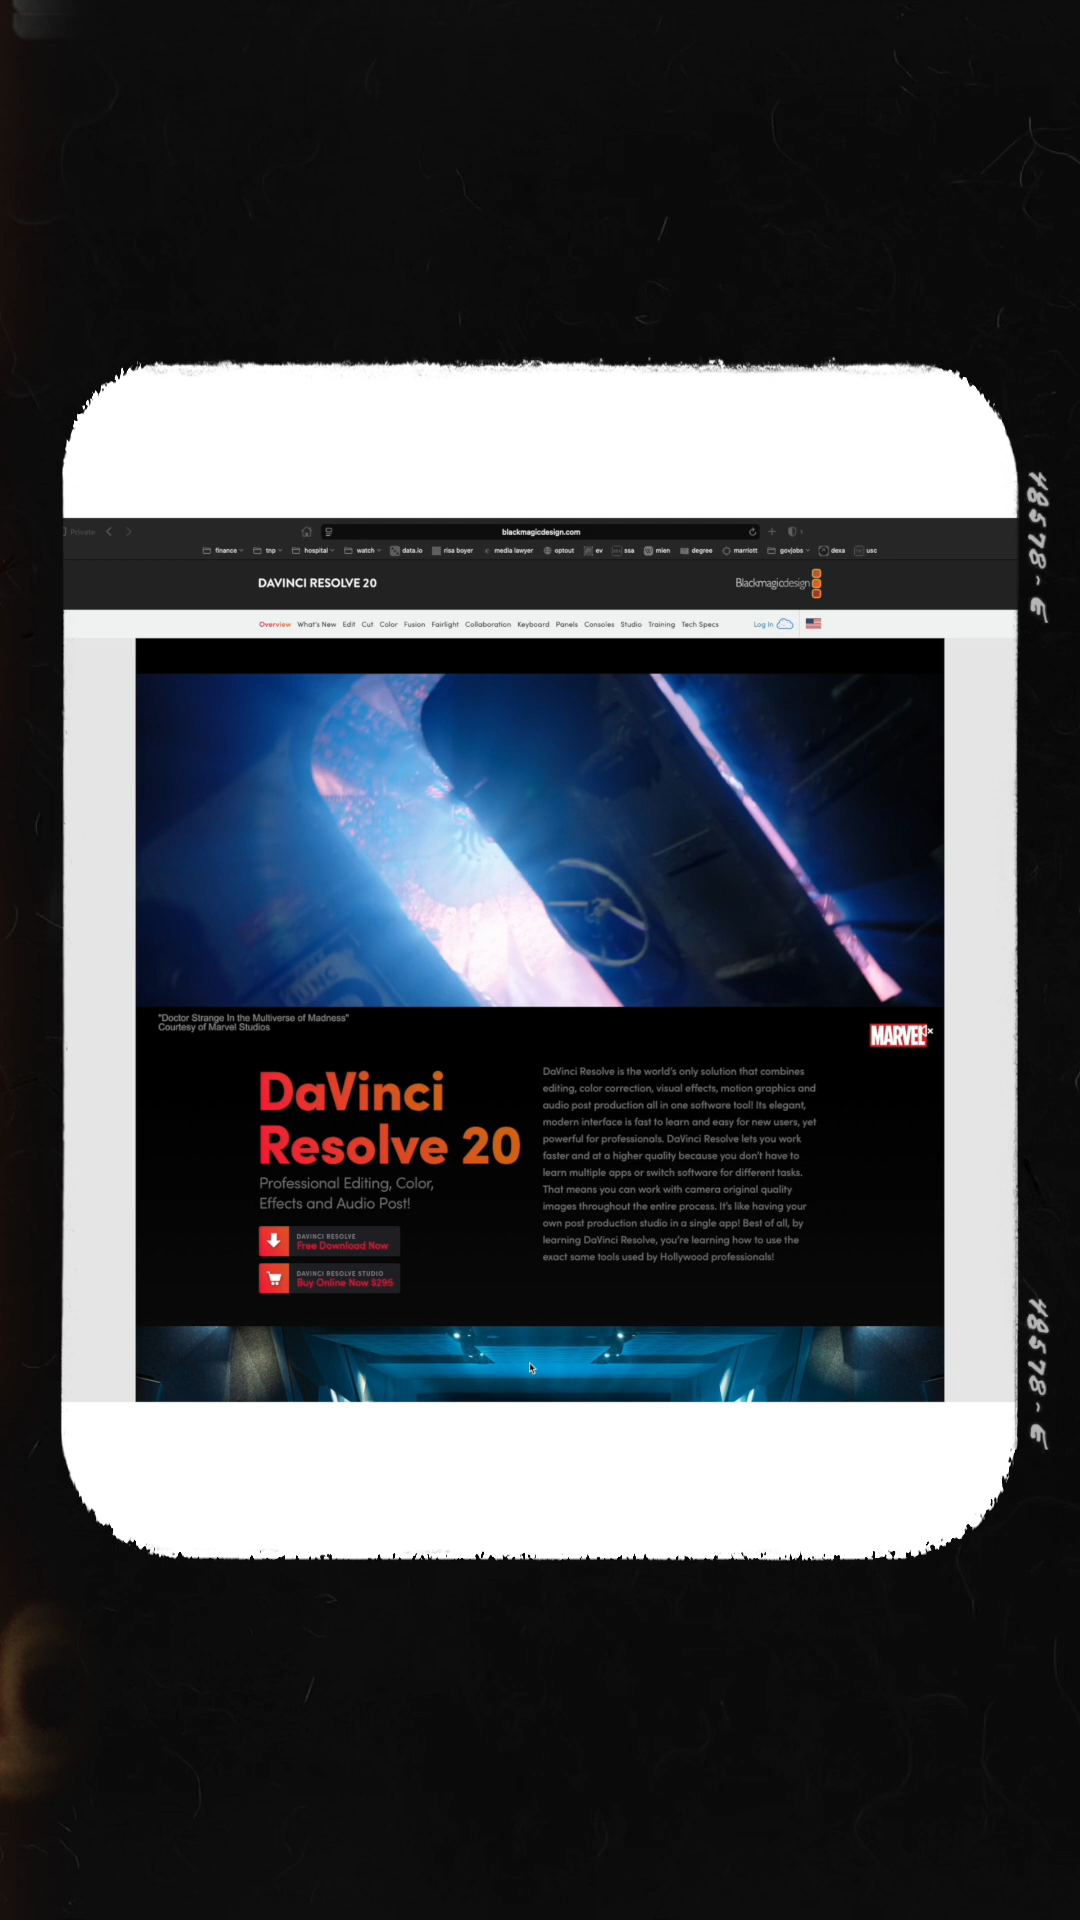 Private
blackmagicdesign.com
finance tnp hospital watch data.io risa boyer media lawyer optout ev ssa mien degree marriott govjobs dexa usc
DAVINCI RESOLVE 20
Blackmagicdesign
Overview What's New Edit Cut Color Fusion Fairlight Collaboration Keyboard Panels Consoles Studio Training Tech Specs Log In
"Doctor Strange In the Multiverse of Madness"
Courtesy of Marvel Studios
MARVEL
DaVinci
Resolve 20
Professional Editing, Color,
Effects and Audio Post!
DAVINCI RESOLVE
Free Download Now
DAVINCI RESOLVE STUDIO
Buy Online Now $295
DaVinci Resolve is the world's only solution that combines
editing, color correction, visual effects, motion graphics and
audio post production all in one software tool! Its elegant,
modern interface is fast to learn and easy for new users, yet
powerful for professionals. DaVinci Resolve lets you work
faster and at a higher quality because you don't have to
learn multiple apps or switch software for different tasks.
That means you can work with camera original quality
images throughout the entire process. It's like having your
own post production studio in a single app! Best of all, by
learning DaVinci Resolve, you're learning how to use the
exact same tools used by Hollywood professionals!
48578-E
48578-E